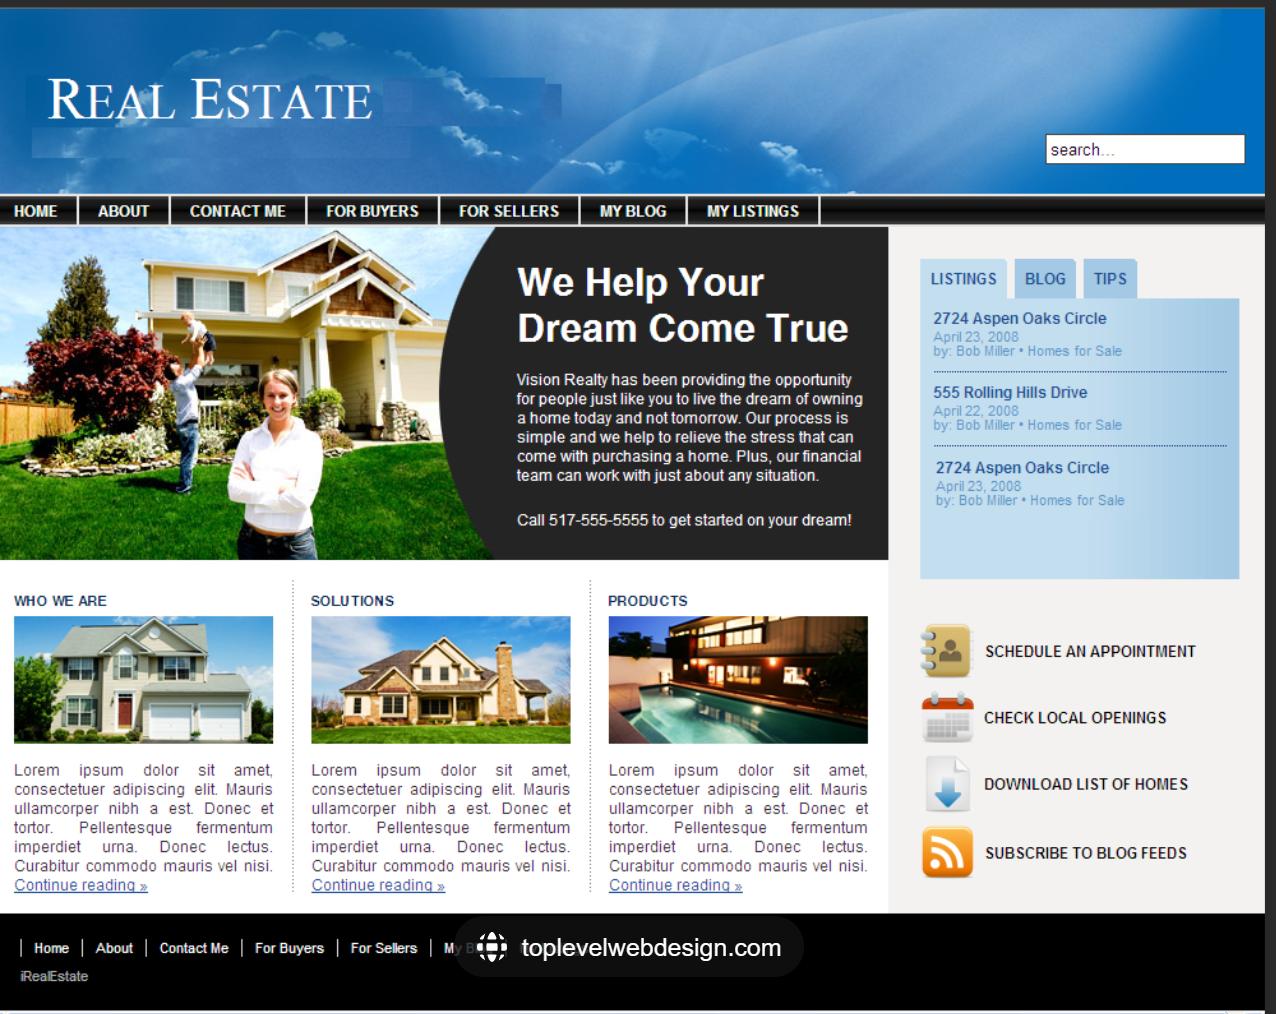 REAL ESTATE
search...
HOME
ABOUT
CONTACT ME
FOR BUYERS
FOR SELLERS
MY BLOG
MY LISTINGS
We Help Your
Dream Come True
Vision Realty has been providing the opportunity
for people just like you to live the dream of owning
a home today and not tomorrow. Our process is
simple and we help to relieve the stress that can
come with purchasing a home. Plus, our financial
team can work with just about any situation.
Call 517-555-5555 to get started on your dream!
LISTINGS
BLOG
TIPS
2724 Aspen Oaks Circle
April 23, 2008
by: Bob Miller • Homes for Sale
555 Rolling Hills Drive
April 22, 2008
by: Bob Miller • Homes for Sale
2724 Aspen Oaks Circle
April 23, 2008
by: Bob Miller • Homes for Sale
SCHEDULE AN APPOINTMENT
CHECK LOCAL OPENINGS
DOWNLOAD LIST OF HOMES
SUBSCRIBE TO BLOG FEEDS
WHO WE ARE
Lorem ipsum dolor sit amet,
consectetuer adipiscing elit. Mauris
ullamcorper nibh a est. Donec et
tortor. Pellentesque fermentum
imperdiet urna. Donec lectus.
Curabitur commodo mauris vel nisi.
Continue reading »
SOLUTIONS
Lorem ipsum dolor sit amet,
consectetuer adipiscing elit. Mauris
ullamcorper nibh a est. Donec et
tortor. Pellentesque fermentum
imperdiet urna. Donec lectus.
Curabitur commodo mauris vel nisi.
Continue reading »
PRODUCTS
Lorem ipsum dolor sit amet,
consectetuer adipiscing elit. Mauris
ullamcorper nibh a est. Donec et
tortor. Pellentesque fermentum
imperdiet urna. Donec lectus.
Curabitur commodo mauris vel nisi.
Continue reading »
| Home | About | Contact Me | For Buyers | For Sellers | My
iRealEstate
toplevelwebdesign.com